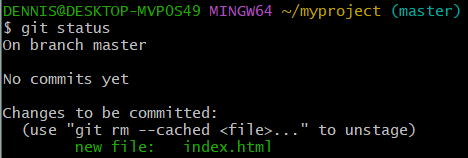 DENNIS@DESKTOP-MVPOS49 MINGW64 ~/myproject (master)
$ git status
On branch master
No commits yet
Changes to be committed:
(use "git rm --cached <file>..." to unstage)
new file: index.html